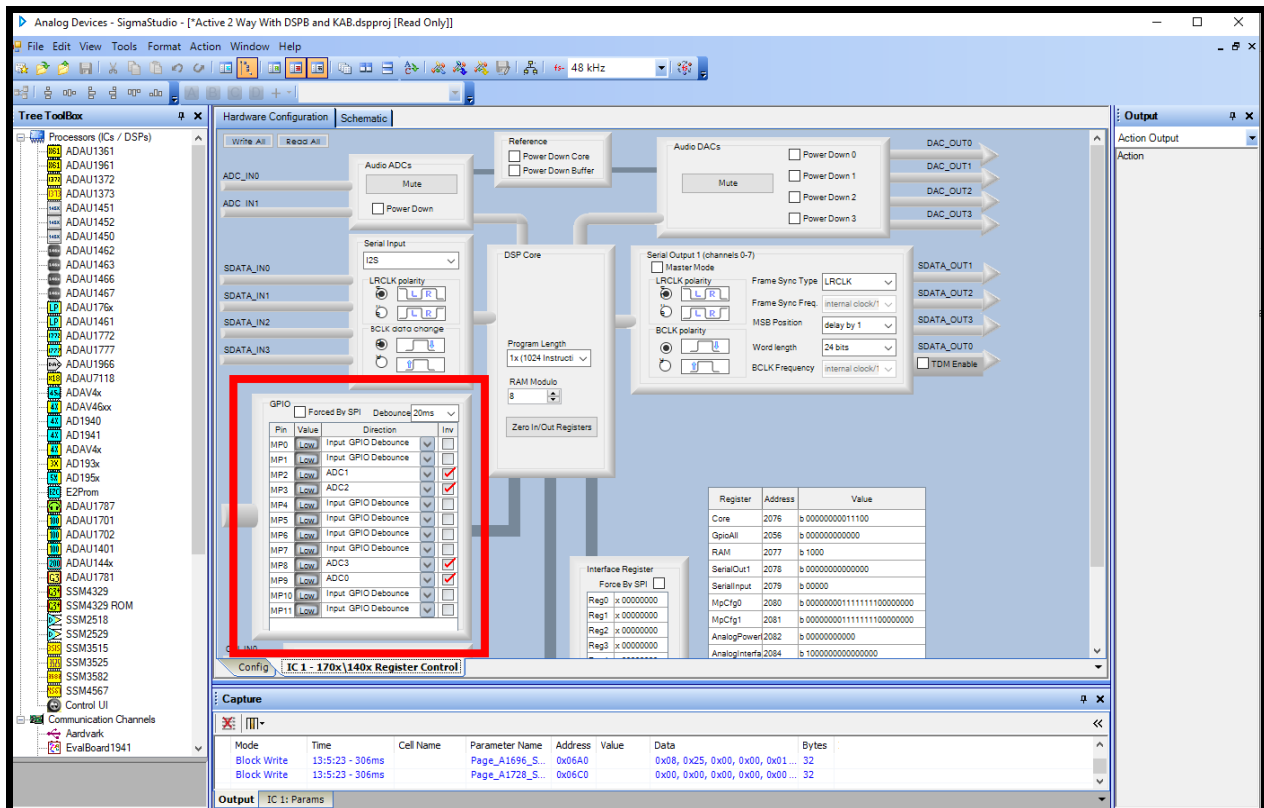 Analog Devices - SigmaStudio - [*Active 2 Way With DSPB and KAB.dspproj [Read Only]]
File Edit View Tools Format Action Window Help
48 kHz
Tree ToolBox
Processors (ICs / DSPs)
ADAU1361
ADAU1961
ADAU1372
ADAU1373
ADAU1451
ADAU1452
ADAU1450
ADAU1462
ADAU1463
ADAU1466
ADAU1467
ADAU176x
ADAU1461
ADAU1772
ADAU1777
ADAU1966
ADAU7118
ADAV4x
ADAV46xx
AD1940
AD1941
ADAV4x
AD193x
AD195x
E2Prom
ADAU1787
ADAU1701
ADAU1702
ADAU1401
ADAU144x
ADAU1781
SSM4329
SSM4329 ROM
SSM2518
SSM2529
SSM3515
SSM3525
SSM3582
SSM4567
Control UI
Communication Channels
Aardvark
EvalBoard1941
Hardware Configuration Schematic
Write All Read All
ADC_IN0
ADC IN1
Audio ADCs
Mute
Power Down
Reference
Power Down Core
Power Down Buffer
Audio DACs
Mute
Power Down 0
Power Down 1
Power Down 2
Power Down 3
DAC_OUT0
DAC_OUT1
DAC_OUT2
DAC_OUT3
SDATA_IN0
SDATA_IN1
SDATA_IN2
SDATA_IN3
Serial Input
I2S
LRCLK polarity
L R
L R
BCLK data change
DSP Core
Program Length
1x (1024 Instructi
RAM Modulo
8
Zero In/Out Registers
Serial Output 1 (channels 0-7)
Master Mode
LRCLK polarity
L R
L R
BCLK polarity
Frame Sync Type LRCLK
Frame Sync Freq. internal clock/1
MSB Position delay by 1
Word length 24 bits
BCLK Frequency internal clock/1
SDATA_OUT1
SDATA_OUT2
SDATA_OUT3
SDATA_OUT0
TDM Enable
GPIO
Forced By SPI Debounce 20ms
Pin Value Direction Inv
MP0 Low Input GPIO Debounce
MP1 Low Input GPIO Debounce
MP2 Low ADC1
MP3 Low ADC2
MP4 Low Input GPIO Debounce
MP5 Low Input GPIO Debounce
MP6 Low Input GPIO Debounce
MP7 Low Input GPIO Debounce
MP8 Low ADC3
MP9 Low ADC0
MP10 Low Input GPIO Debounce
MP11 Low Input GPIO Debounce
Interface Register
Force By SPI
Reg0 x 00000000
Reg1 x 00000000
Reg2 x 00000000
Reg3 x 00000000
Register Address Value
Core 2076 b 00000000011100
GpioAll 2056 b 000000000000
RAM 2077 b 1000
SerialOut1 2078 b 0000000000000
SerialInput 2079 b 00000
MpCfg0 2080 b 000000001111111100000000
MpCfg1 2081 b 000000001111111100000000
AnalogPower 2082 b 00000000000
AnalogInterfa 2084 b 1000000000000000
Config IC 1 - 170x\140x Register Control
Capture
Mode Time Cell Name Parameter Name Address Value Data Bytes
Block Write 13:5:23 - 306ms Page_A1696_S... 0x06A0 0x08, 0x25, 0x00, 0x00, 0x01... 32
Block Write 13:5:23 - 306ms Page_A1728_S... 0x06C0 0x00, 0x00, 0x00, 0x00, 0x00... 32
Output IC 1: Params
Output
Action Output
Action